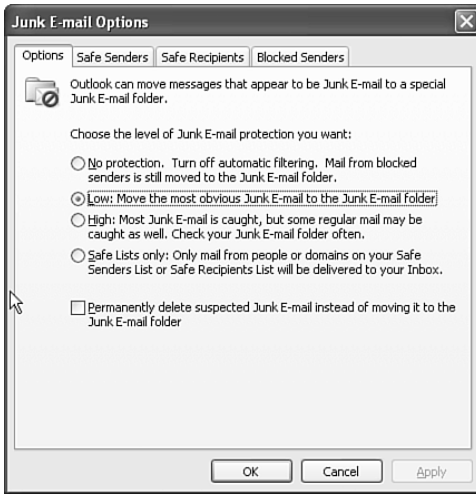 Junk E-mail Options
Options Safe Senders Safe Recipients Blocked Senders
Outlook can move messages that appear to be Junk E-mail to a special
Junk E-mail folder.
Choose the level of Junk E-mail protection you want:
No protection. Turn off automatic filtering. Mail from blocked
senders is still moved to the Junk E-mail folder.
Low: Move the most obvious Junk E-mail to the Junk E-mail folder
High: Most Junk E-mail is caught, but some regular mail may be
caught as well. Check your Junk E-mail folder often.
Safe Lists only: Only mail from people or domains on your Safe
Senders List or Safe Recipients List will be delivered to your Inbox.
Permanently delete suspected Junk E-mail instead of moving it to the
Junk E-mail folder
OK Cancel Apply